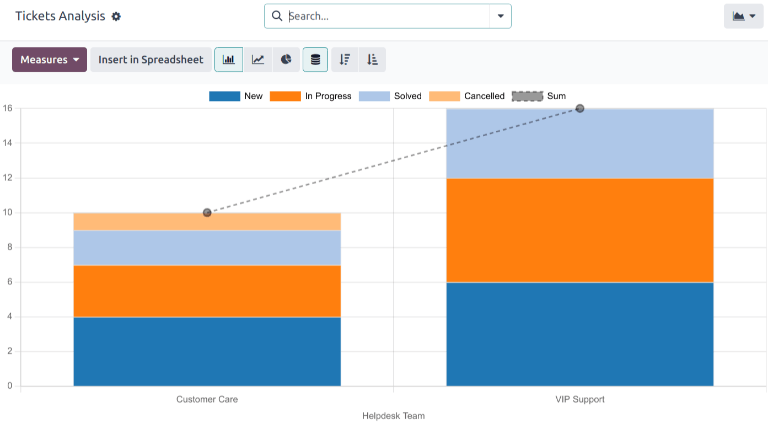 Tickets Analysis
Search...
Measures
Insert in Spreadsheet
New In Progress Solved Cancelled Sum
16
14
12
10
8
6
4
2
0
Customer Care VIP Support
Helpdesk Team